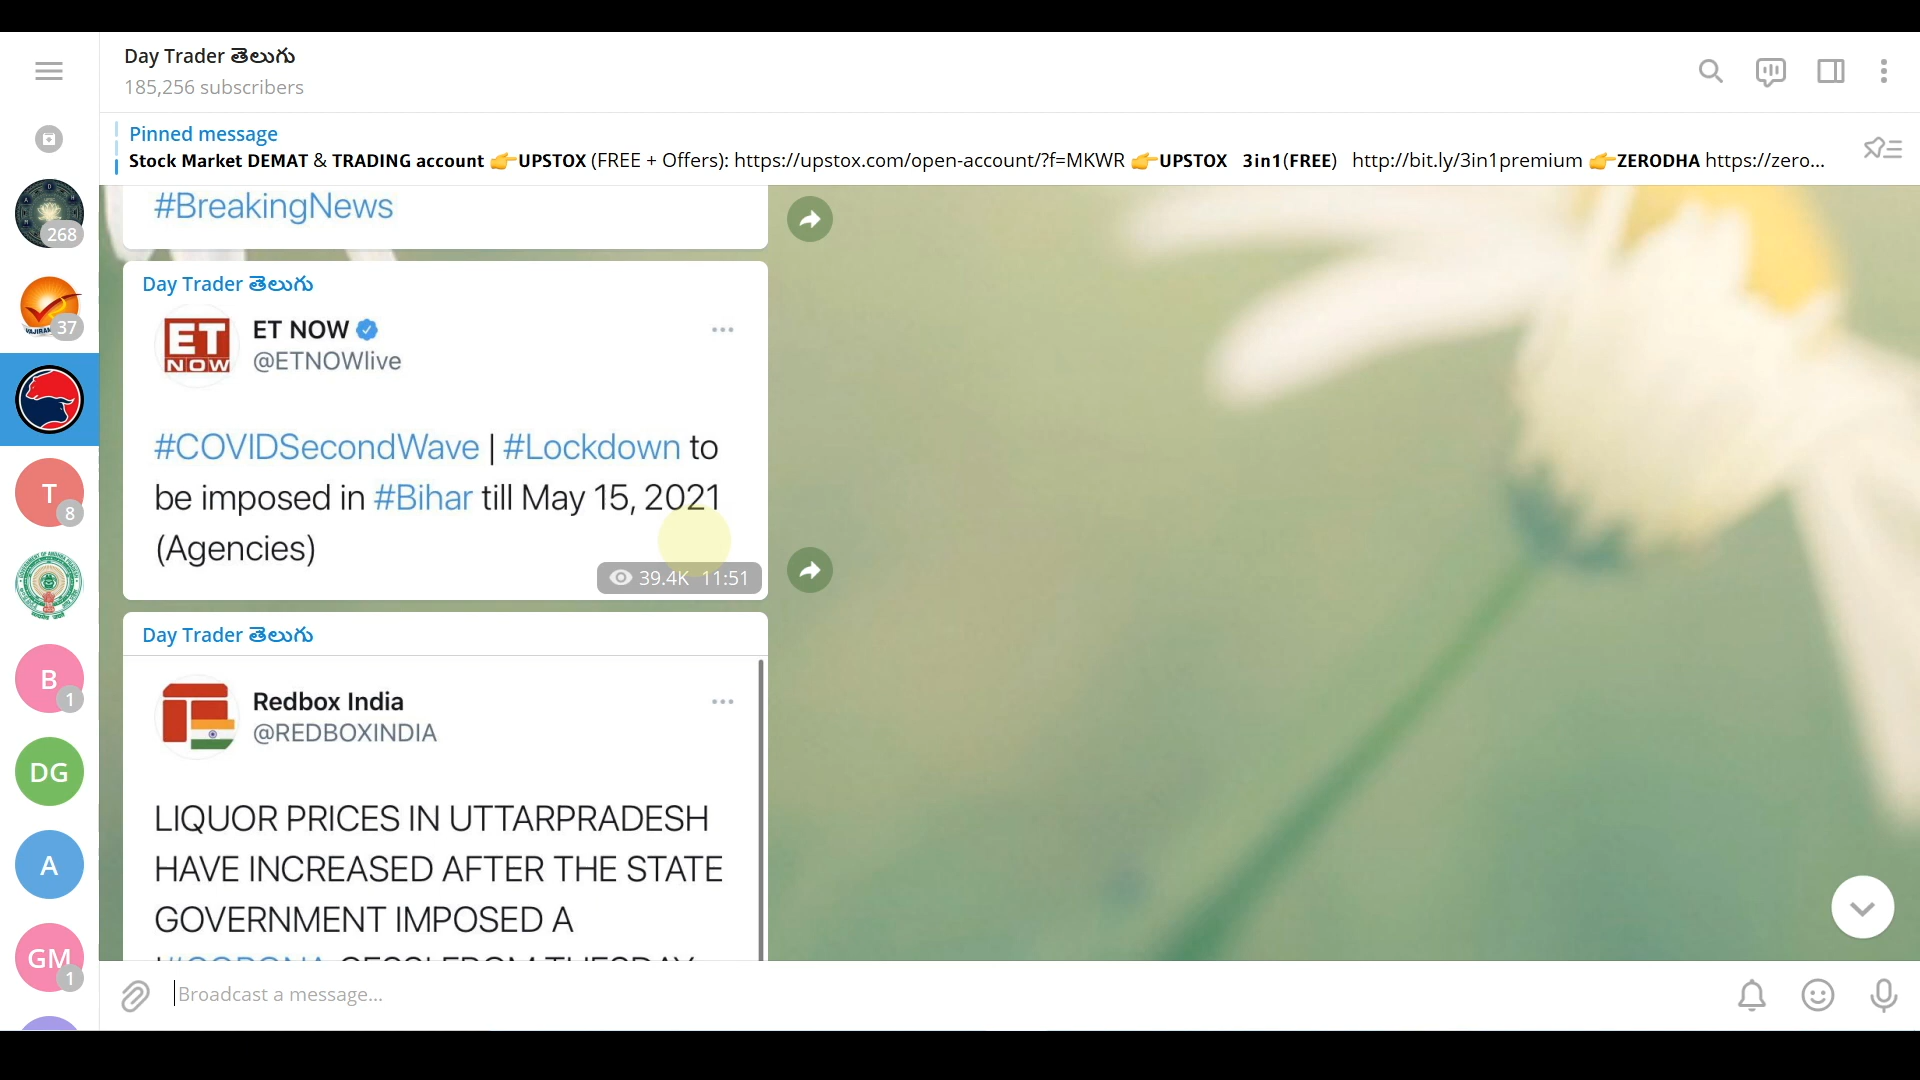 Day Trader తెలుగు
185,256 subscribers
Pinned message
Stock Market DEMAT & TRADING account 👉UPSTOX (FREE + Offers): https://upstox.com/open-account/?f=MKWR 👉UPSTOX 3in1(FREE) http://bit.ly/3in1premium 👉ZERODHA https://zero...
268
37
T
8
B
1
DG
A
GM
1
#BreakingNews
Day Trader తెలుగు
ET NOW
ET NOW
@ETNOWlive
#COVIDSecondWave | #Lockdown to
be imposed in #Bihar till May 15, 2021
(Agencies)
39.4K 11:51
Day Trader తెలుగు
Redbox India
@REDBOXINDIA
LIQUOR PRICES IN UTTARPRADESH
HAVE INCREASED AFTER THE STATE
GOVERNMENT IMPOSED A
Broadcast a message...